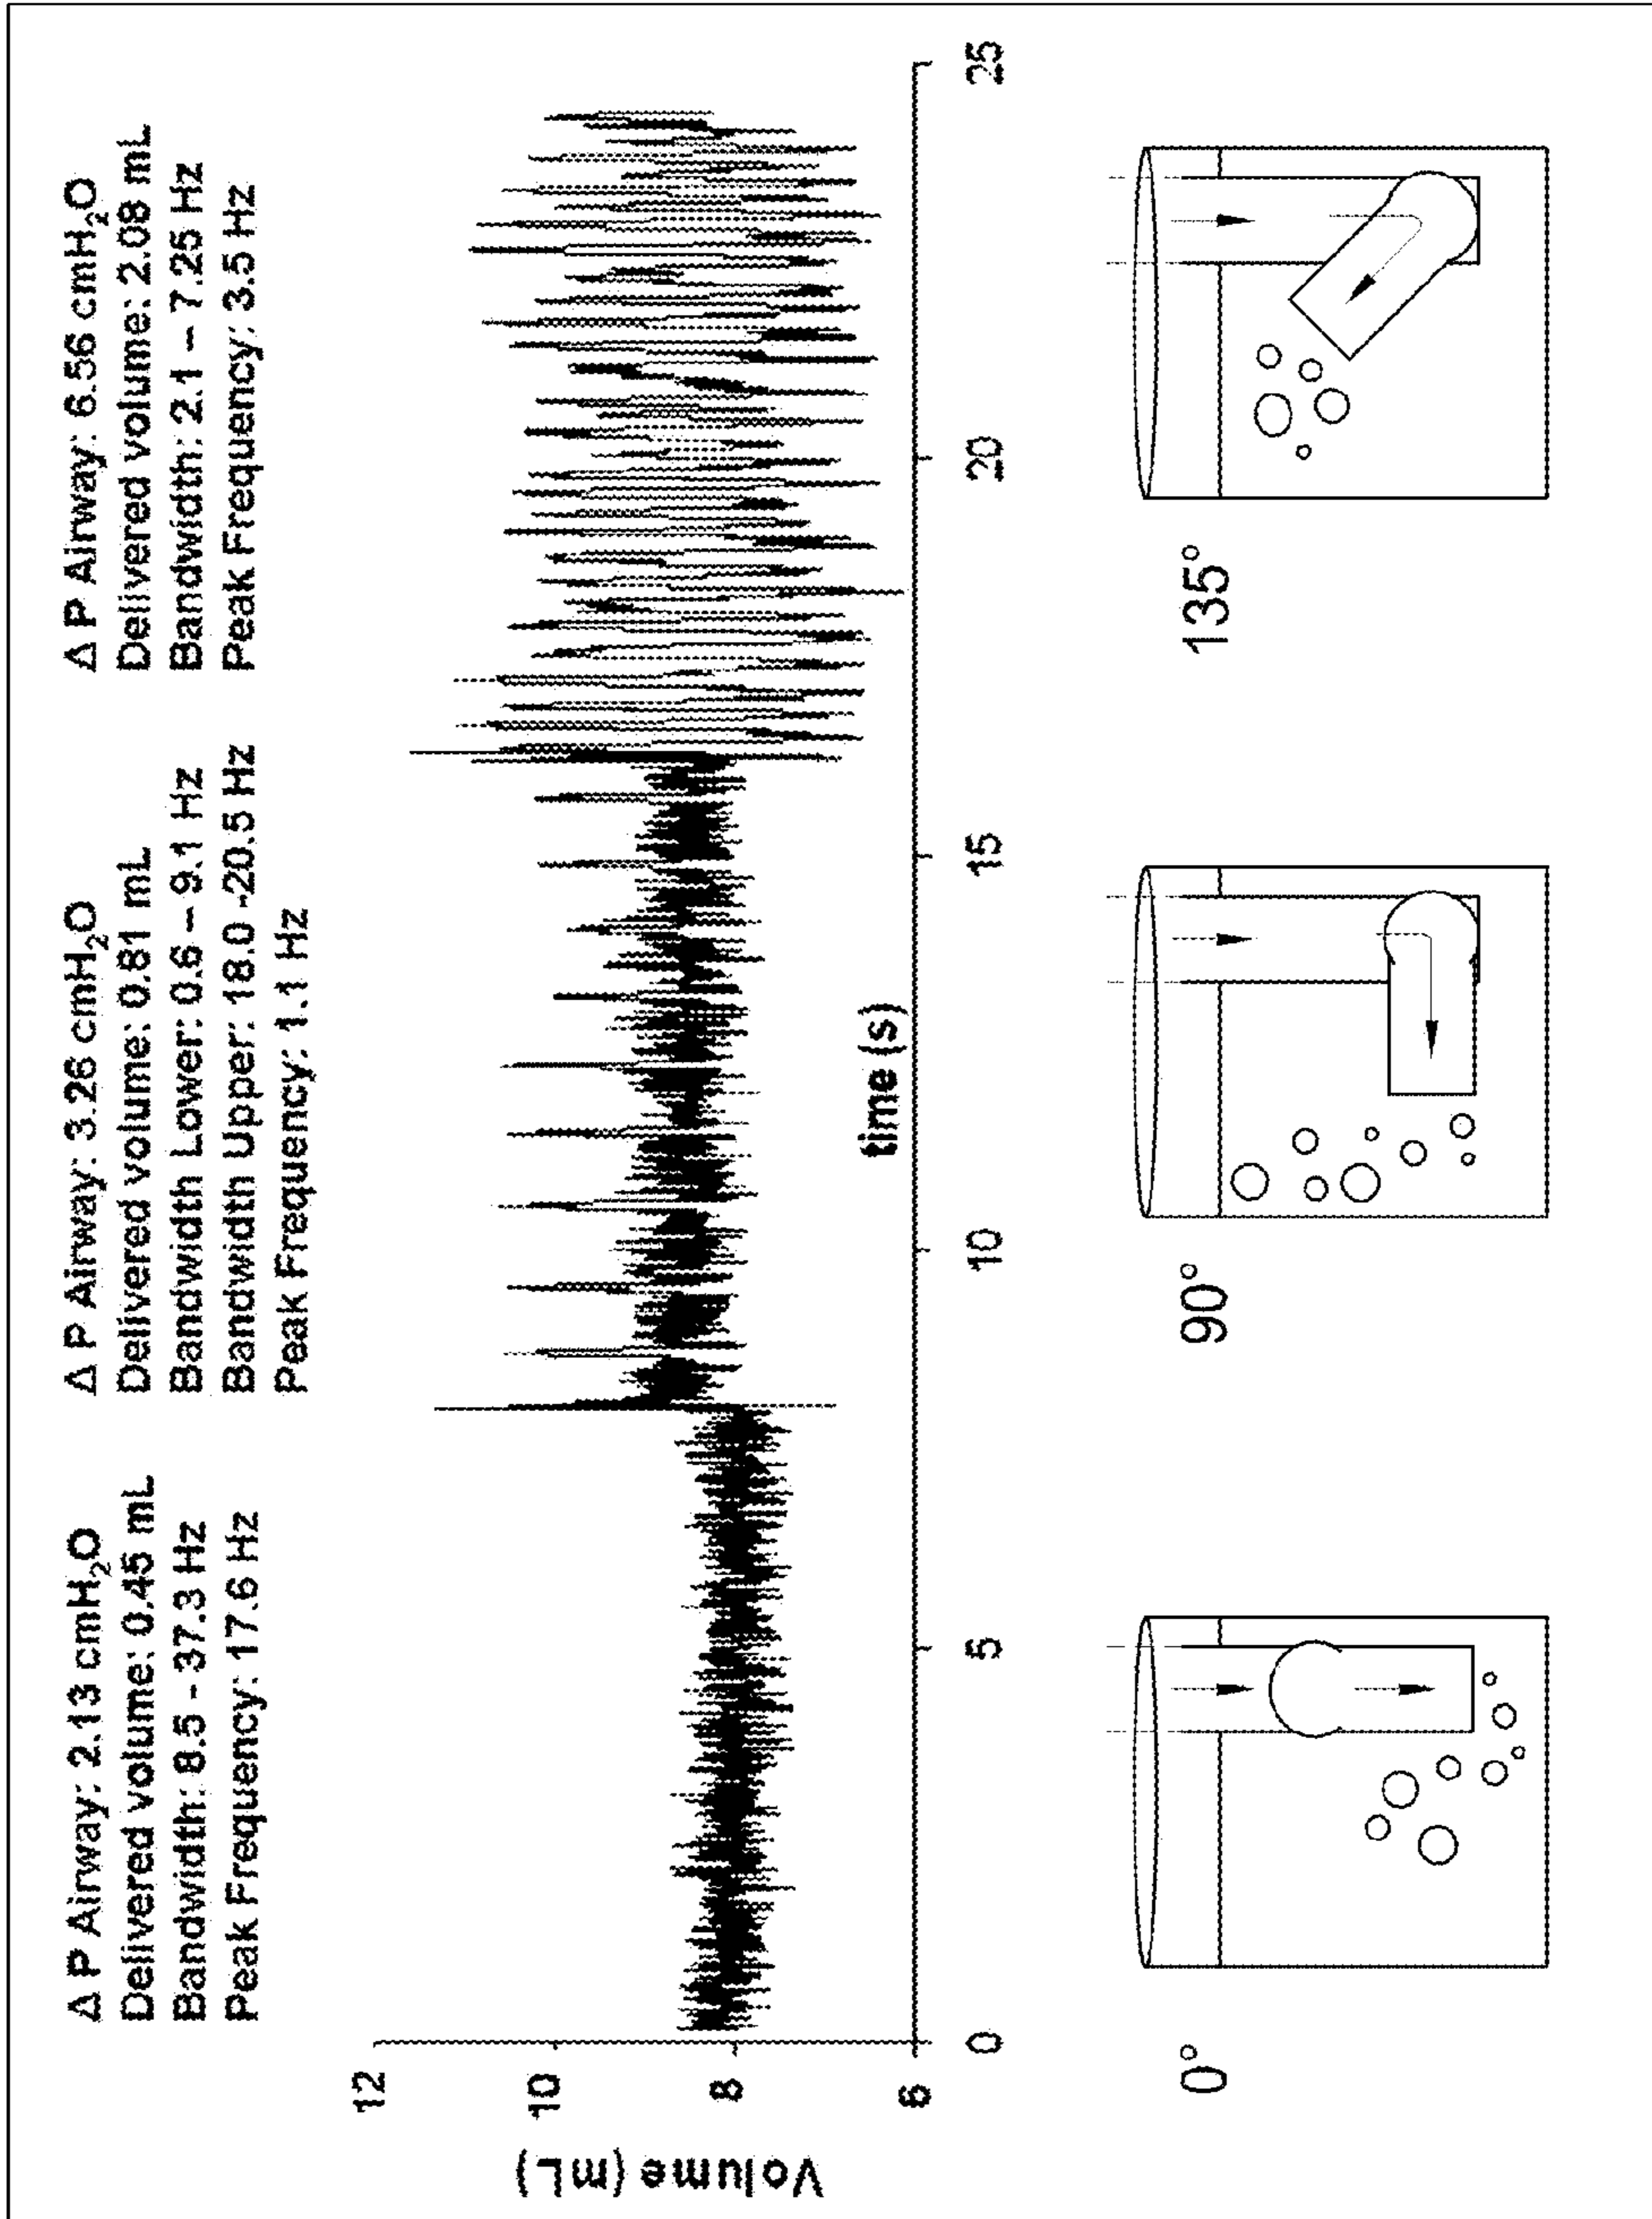 Δ P Airway: 2.13 cmH₂O
Delivered volume: 0.45 mL
Bandwidth: 8.5 - 37.3 Hz
Peak Frequency: 17.6 Hz
Δ P Airway: 3.26 cmH₂O
Delivered volume: 0.81 mL
Bandwidth Lower: 0.6 – 9.1 Hz
Bandwidth Upper: 18.0 -20.5 Hz
Peak Frequency: 1.1 Hz
Δ P Airway: 6.56 cmH₂O
Delivered volume: 2.08 mL
Bandwidth: 2.1 – 7.25 Hz
Peak Frequency: 3.5 Hz
Volume (mL)
12
10
8
6
0
5
10
15
20
25
time (s)
0°
90°
135°